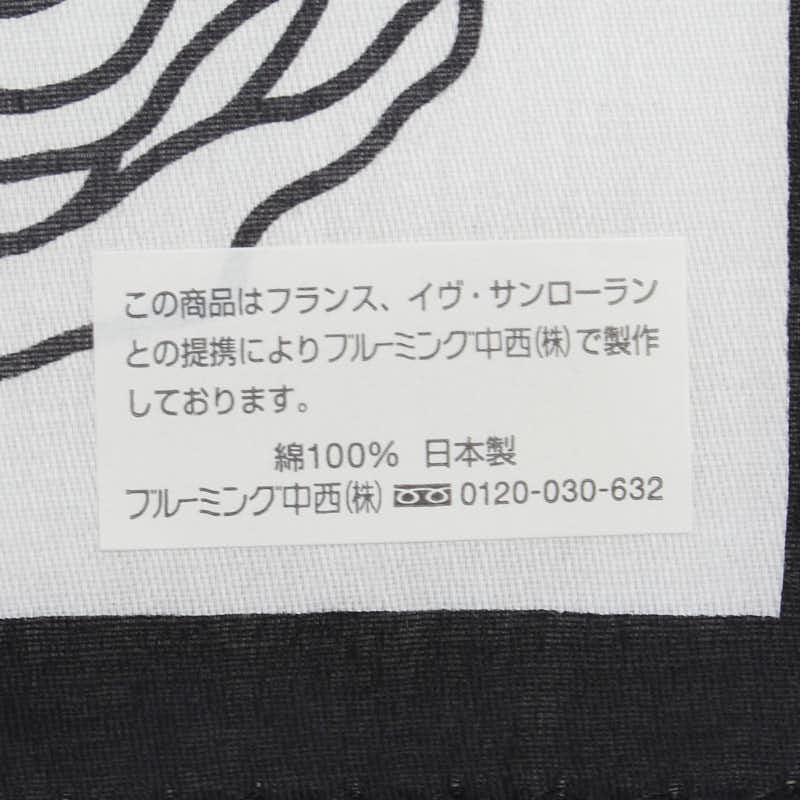 この商品はフランス、イヴ・サンローラン
との提携によりブルーミング中西(株)で製作
しております。
綿100% 日本製
ブルーミング中西(株) 0120-030-632